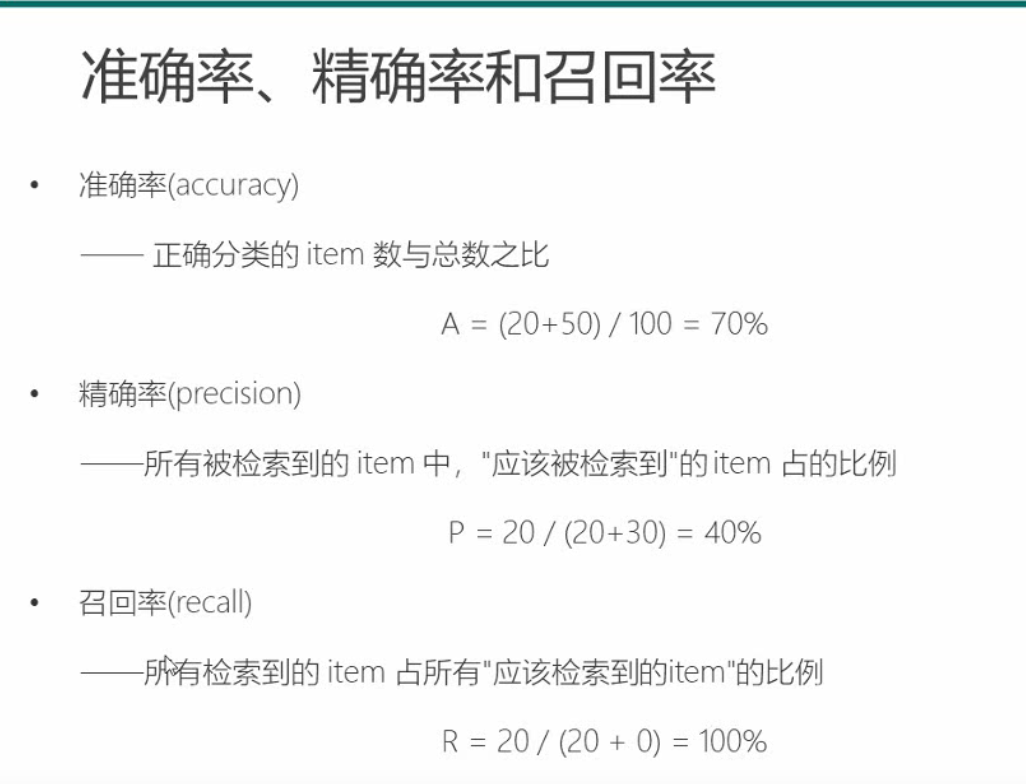 准确率、精确率和召回率
• 准确率(accuracy)
—— 正确分类的 item 数与总数之比
A = (20+50) / 100 = 70%
• 精确率(precision)
——所有被检索到的 item 中，"应该被检索到"的item 占的比例
P = 20 / (20+30) = 40%
• 召回率(recall)
——所有检索到的 item 占所有"应该检索到的item"的比例
R = 20 / (20 + 0) = 100%